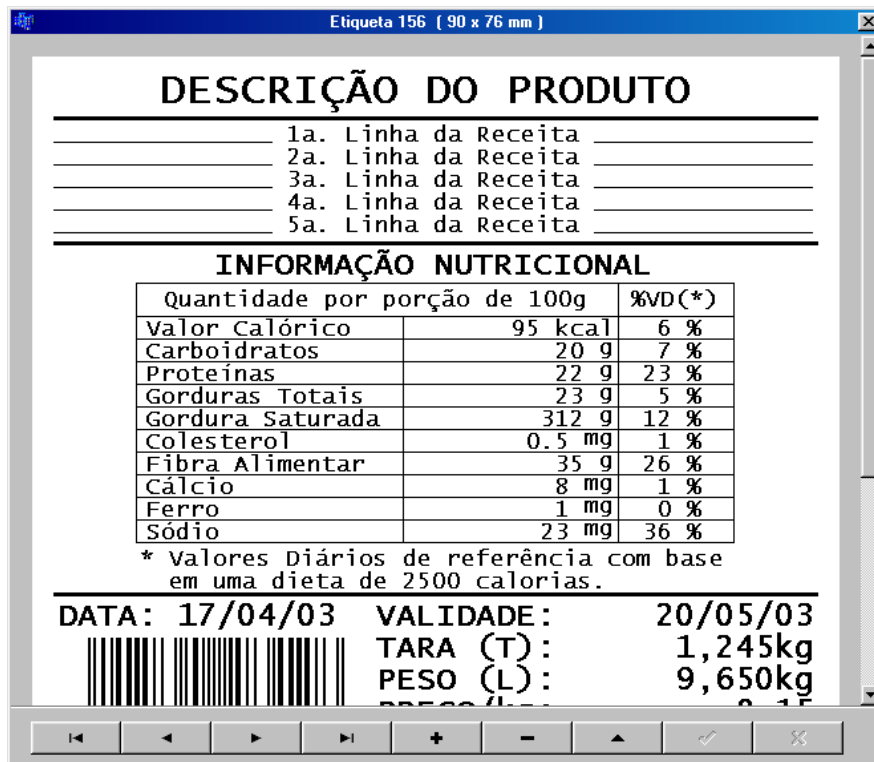 Etiqueta 156 ( 90 x 76 mm )
DESCRIÇÃO DO PRODUTO
1a. Linha da Receita
2a. Linha da Receita
3a. Linha da Receita
4a. Linha da Receita
5a. Linha da Receita
INFORMAÇÃO NUTRICIONAL
Quantidade por porção de 100g %VD(*)
Valor Calórico 95 kcal 6 %
Carboidratos 20 g 7 %
Proteínas 22 g 23 %
Gorduras Totais 23 g 5 %
Gordura Saturada 312 g 12 %
Colesterol 0.5 mg 1 %
Fibra Alimentar 35 g 26 %
Cálcio 8 mg 1 %
Ferro 1 mg 0 %
Sódio 23 mg 36 %
* Valores Diários de referência com base
em uma dieta de 2500 calorias.
DATA: 17/04/03 VALIDADE: 20/05/03
TARA (T): 1,245kg
PESO (L): 9,650kg